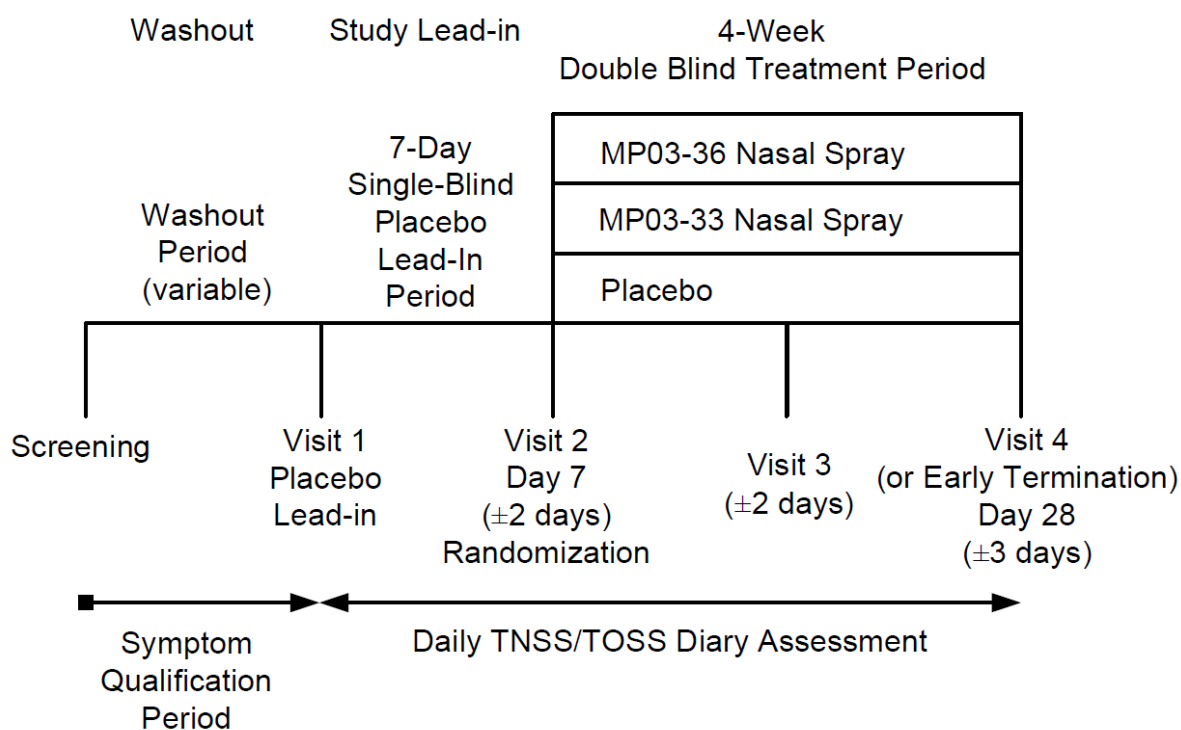 Washout
Study Lead-in
4-Week
Double Blind Treatment Period
Washout
Period
(variable)
7-Day
Single-Blind
Placebo
Lead-In
Period
MP03-36 Nasal Spray
MP03-33 Nasal Spray
Placebo
Screening
Visit 1
Placebo
Lead-in
Visit 2
Day 7
(±2 days)
Randomization
Visit 3
(±2 days)
Visit 4
(or Early Termination)
Day 28
(±3 days)
Symptom
Qualification
Period
Daily TNSS/TOSS Diary Assessment